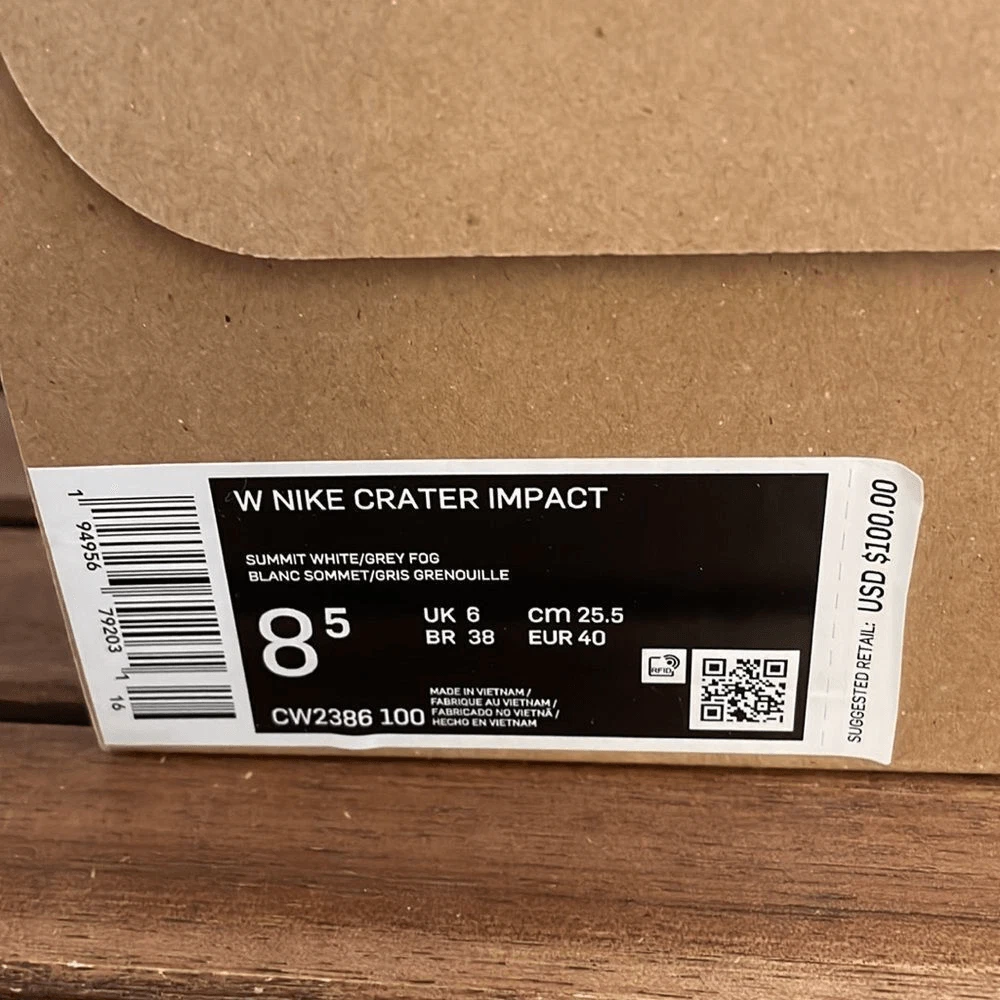 W NIKE CRATER IMPACT
SUMMIT WHITE/GREY FOG
BLANC SOMMET/GRIS GRENOUILLE
8 5
UK 6
BR 38
cm 25.5
EUR 40
RFID
CW2386 100
MADE IN VIETNAM /
FABRIQUE AU VIETNAM /
FABRICADO NO VIETNÃ /
HECHO EN VIETNAM
1 94956 79203 1 16
SUGGESTED RETAIL: USD $100.00